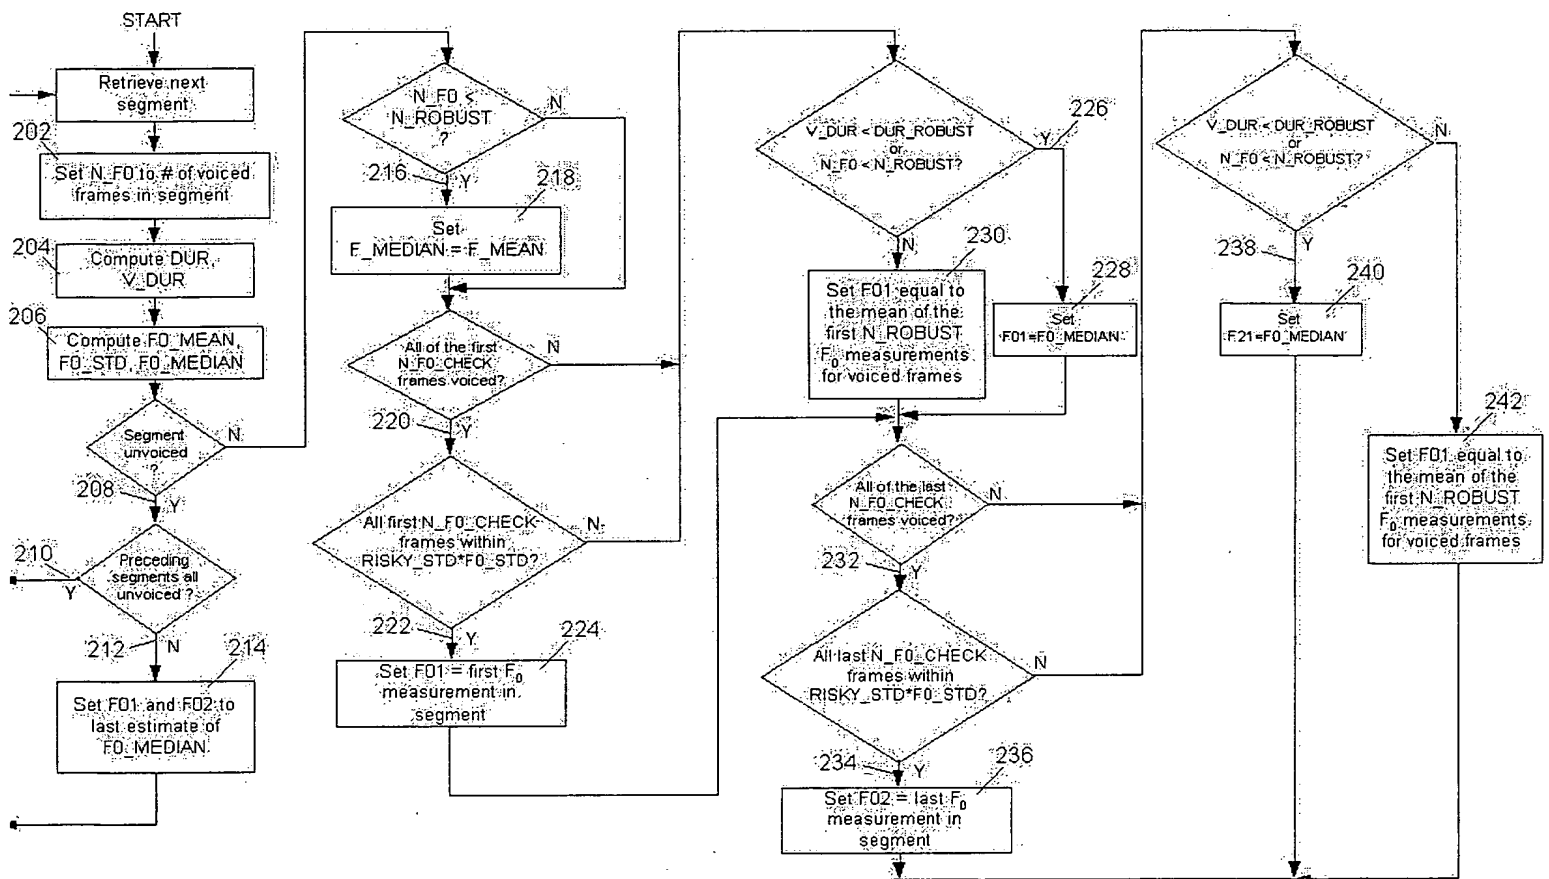 START
Retrieve next
segment
202
Set N_F0 to # of voiced
frames in segment
204
Compute DUR,
V_DUR
206
Compute F0_MEAN,
F0_STD, F0_MEDIAN
Segment
unvoiced
?
N
208
Y
210
Y
Preceding
segments all
unvoiced ?
212
N
214
Set F01 and F02 to
last estimate of
F0_MEDIAN.
N_F0 <
N_ROBUST
?
N
216
Y
218
Set
F_MEDIAN = F_MEAN
All of the first
N_F0_CHECK
frames voiced?
N
220
Y
All first N_F0_CHECK
frames within
RISKY_STD*F0_STD?
N
222
Y
224
Set F01 = first F0
measurement in
segment
V_DUR < DUR_ROBUST
or
N_F0 < N_ROBUST?
Y
226
N
230
Set F01 equal to
the mean of the
first N_ROBUST
F0 measurements
for voiced frames
228
Set
F01=F0_MEDIAN
All of the last
N_F0_CHECK
frames voiced?
N
232
Y
All last N_F0_CHECK
frames within
RISKY_STD*F0_STD?
N
234
Y
236
Set F02 = last F0
measurement in
segment
V_DUR < DUR_ROBUST
or
N_F0 < N_ROBUST?
N
238
Y
240
Set
F21=F0_MEDIAN
242
Set F01 equal to
the mean of the
first N_ROBUST
F0 measurements
for voiced frames